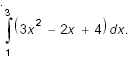 ∫₁³ (3x² − 2x + 4) dx.